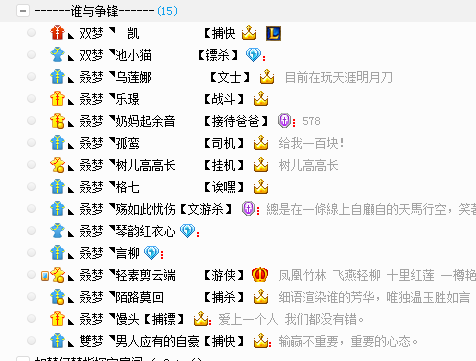 ------谁与争锋------(15)
双梦 ◥ 凯 【捕快
双梦 ◥池小猫 【镖杀】 :
叒梦 ◥乌莲娜 【文士】 目前在玩天涯明月刀
叒梦 ◥乐璟 【战斗】
叒梦 ◥奶妈起余音 【接待爸爸】 : 578
叒梦 ◥孤鸾 【司机】 给我一百块!
叒梦 ◥树儿高高长 【挂机】 树儿高高长
叒梦 ◥格七 【诶嘿】
叒梦 ◥殇如此忧伤【文游杀】 : 總是在一條線上自顧自的天馬行空,笑著
叒梦 ◥琴韵红衣心 :
叒梦 ◥言柳 :
叒梦 ◥轻素剪云端 【游侠】 凤凰竹林 飞燕轻柳 十里红莲 一樽艳
叒梦 ◥陌路莫回 【捕杀】 细语渲染谁的芳华,唯独温玉胜如言
叒梦 ◥馒头【捕镖】 : 爱上一个人 我们都没有错。
雙梦 ◥男人应有的自豪【捕快】 输赢不重要,重要的心态。